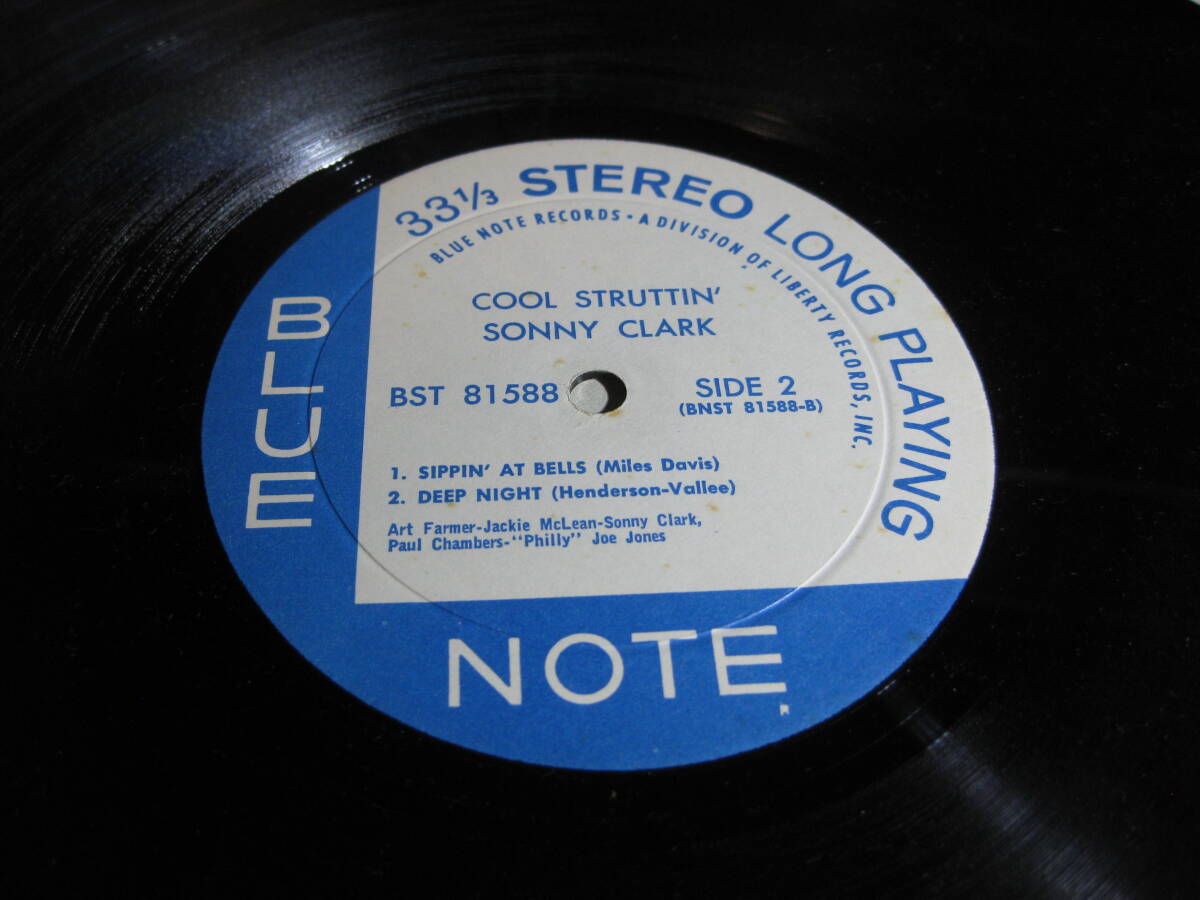 33⅓ STEREO LONG PLAYING
BLUE NOTE RECORDS • A DIVISION OF LIBERTY RECORDS, INC.
COOL STRUTTIN'
SONNY CLARK
BST 81588
SIDE 2
(BNST 81588-B)
1. SIPPIN' AT BELLS (Miles Davis)
2. DEEP NIGHT (Henderson-Vallee)
Art Farmer-Jackie McLean-Sonny Clark,
Paul Chambers-"Philly" Joe Jones
BLUE
NOTE
R